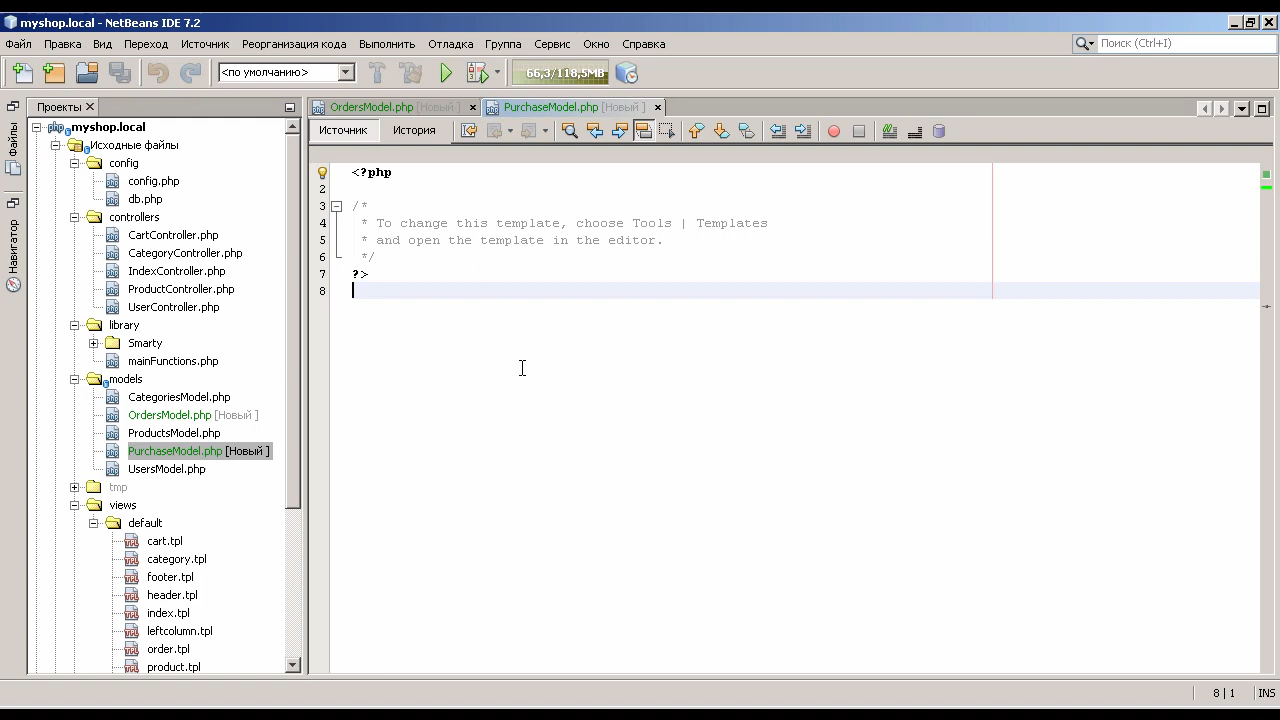 myshop.local - NetBeans IDE 7.2
Файл Правка Вид Переход Источник Реорганизация кода Выполнить Отладка Группа Сервис Окно Справка
Поиск (Ctrl+I)
<по умолчанию>
66,3/118,5MB
Файлы
Навигатор
Проекты
myshop.local
Исходные файлы
config
config.php
db.php
controllers
CartController.php
CategoryController.php
IndexController.php
ProductController.php
UserController.php
library
Smarty
mainFunctions.php
models
CategoriesModel.php
OrdersModel.php [Новый ]
ProductsModel.php
PurchaseModel.php [Новый ]
UsersModel.php
tmp
views
default
cart.tpl
category.tpl
footer.tpl
header.tpl
index.tpl
leftcolumn.tpl
order.tpl
product.tpl
OrdersModel.php [Новый ]
PurchaseModel.php [Новый ]
Источник История
<?php
2
3 /*
4 * To change this template, choose Tools | Templates
5 * and open the template in the editor.
6 */
7 ?>
8
8 | 1 INS